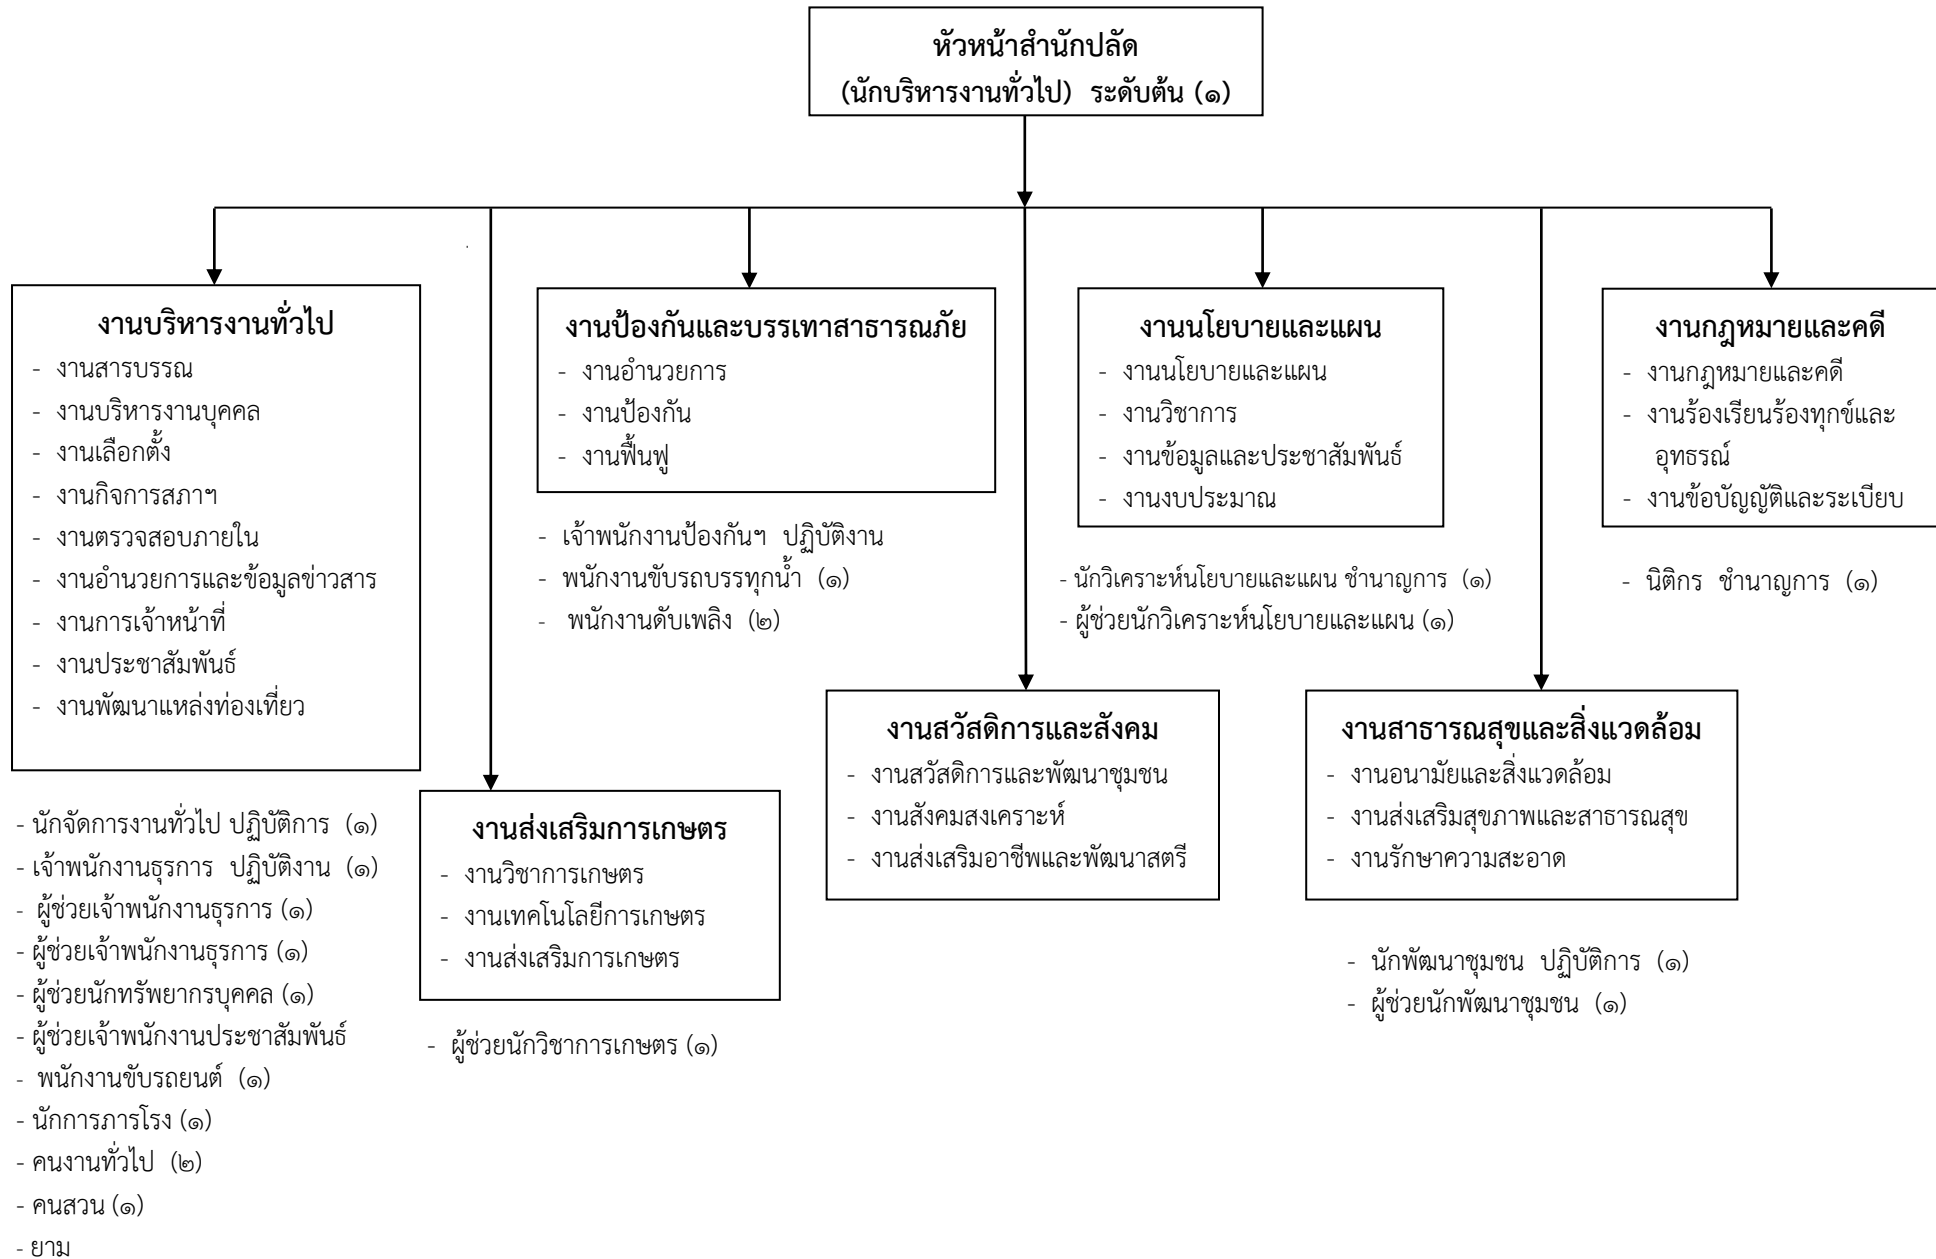 หัวหน้าสำนักปลัด
(นักบริหารงานทั่วไป) ระดับต้น (๑)
งานบริหารงานทั่วไป
- งานสารบรรณ
- งานบริหารงานบุคคล
- งานเลือกตั้ง
- งานกิจการสภาฯ
- งานตรวจสอบภายใน
- งานอำนวยการและข้อมูลข่าวสาร
- งานการเจ้าหน้าที่
- งานประชาสัมพันธ์
- งานพัฒนาแหล่งท่องเที่ยว
- นักจัดการงานทั่วไป ปฏิบัติการ (๑)
- เจ้าพนักงานธุรการ ปฏิบัติงาน (๑)
- ผู้ช่วยเจ้าพนักงานธุรการ (๑)
- ผู้ช่วยเจ้าพนักงานธุรการ (๑)
- ผู้ช่วยนักทรัพยากรบุคคล (๑)
- ผู้ช่วยเจ้าพนักงานประชาสัมพันธ์
- พนักงานขับรถยนต์ (๑)
- นักการภารโรง (๑)
- คนงานทั่วไป (๒)
- คนสวน (๑)
- ยาม
งานส่งเสริมการเกษตร
- งานวิชาการเกษตร
- งานเทคโนโลยีการเกษตร
- งานส่งเสริมการเกษตร
- ผู้ช่วยนักวิชาการเกษตร (๑)
งานป้องกันและบรรเทาสาธารณภัย
- งานอำนวยการ
- งานป้องกัน
- งานฟื้นฟู
- เจ้าพนักงานป้องกันฯ ปฏิบัติงาน
- พนักงานขับรถบรรทุกน้ำ (๑)
- พนักงานดับเพลิง (๒)
งานสวัสดิการและสังคม
- งานสวัสดิการและพัฒนาชุมชน
- งานสังคมสงเคราะห์
- งานส่งเสริมอาชีพและพัฒนาสตรี
งานนโยบายและแผน
- งานนโยบายและแผน
- งานวิชาการ
- งานข้อมูลและประชาสัมพันธ์
- งานงบประมาณ
- นักวิเคราะห์นโยบายและแผน ชำนาญการ (๑)
- ผู้ช่วยนักวิเคราะห์นโยบายและแผน (๑)
งานสาธารณสุขและสิ่งแวดล้อม
- งานอนามัยและสิ่งแวดล้อม
- งานส่งเสริมสุขภาพและสาธารณสุข
- งานรักษาความสะอาด
- นักพัฒนาชุมชน ปฏิบัติการ (๑)
- ผู้ช่วยนักพัฒนาชุมชน (๑)
งานกฎหมายและคดี
- งานกฎหมายและคดี
- งานร้องเรียนร้องทุกข์และ
อุทธรณ์
- งานข้อบัญญัติและระเบียบ
- นิติกร ชำนาญการ (๑)